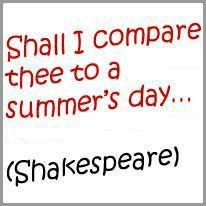 Shall I compare
thee to a
summer's day...
(Shakespeare)